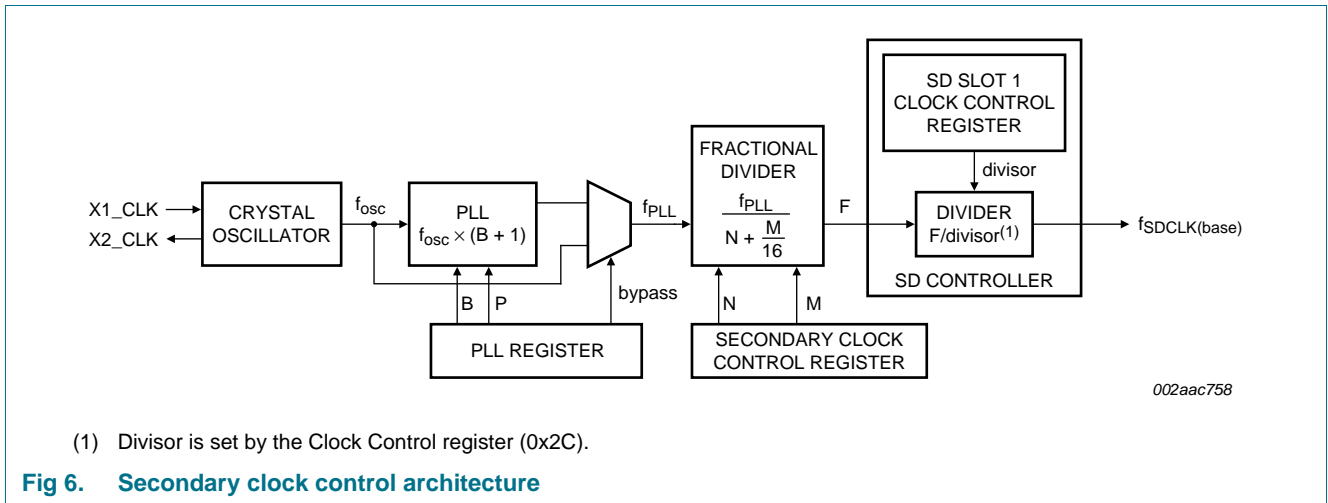 X1_CLK
X2_CLK
CRYSTAL
OSCILLATOR
fosc
PLL
fosc × (B + 1)
B
P
PLL REGISTER
bypass
fPLL
FRACTIONAL
DIVIDER
fPLL
N + M
16
N
M
SECONDARY CLOCK
CONTROL REGISTER
F
SD SLOT 1
CLOCK CONTROL
REGISTER
divisor
DIVIDER
F/divisor(1)
SD CONTROLLER
fSDCLK(base)
002aac758
(1) Divisor is set by the Clock Control register (0x2C).
Fig 6. Secondary clock control architecture